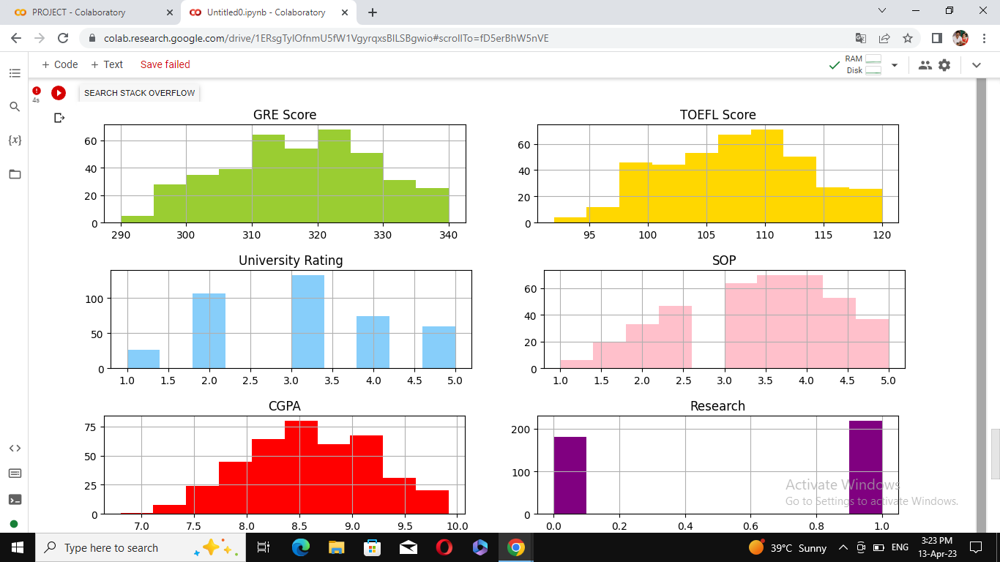 PROJECT - Colaboratory
Untitled0.ipynb - Colaboratory
colab.research.google.com/drive/1ERsgTyIOfnmU5fW1VgyrqxsBILSBgwio#scrollTo=fD5erBhW5nVE
+ Code + Text Save failed
RAM
Disk
4s
SEARCH STACK OVERFLOW
{x}
GRE Score
60
40
20
0
290 300 310 320 330 340
TOEFL Score
60
40
20
0
95 100 105 110 115 120
University Rating
100
50
0
1.0 1.5 2.0 2.5 3.0 3.5 4.0 4.5 5.0
SOP
60
40
20
0
1.0 1.5 2.0 2.5 3.0 3.5 4.0 4.5 5.0
CGPA
75
50
25
0
7.0 7.5 8.0 8.5 9.0 9.5 10.0
Research
200
100
0
0.0 0.2 0.4 0.6 0.8 1.0
Activate Windows
Go to Settings to activate Windows.
Type here to search
39°C Sunny
ENG
3:23 PM
13-Apr-23